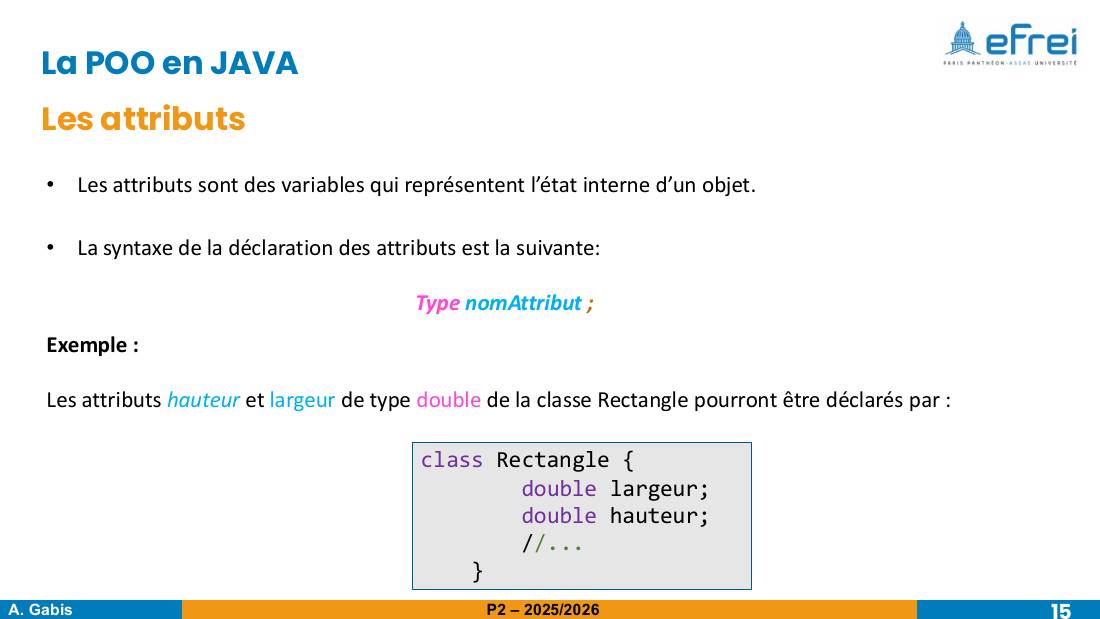 efrei
PARIS PANTHÉON-ASSAS UNIVERSITÉ
La POO en JAVA
Les attributs
• Les attributs sont des variables qui représentent l’état interne d’un objet.
• La syntaxe de la déclaration des attributs est la suivante:
Type nomAttribut ;
Exemple :
Les attributs hauteur et largeur de type double de la classe Rectangle pourront être déclarés par :
class Rectangle {
double largeur;
double hauteur;
//...
}
A. Gabis
P2 – 2025/2026
15